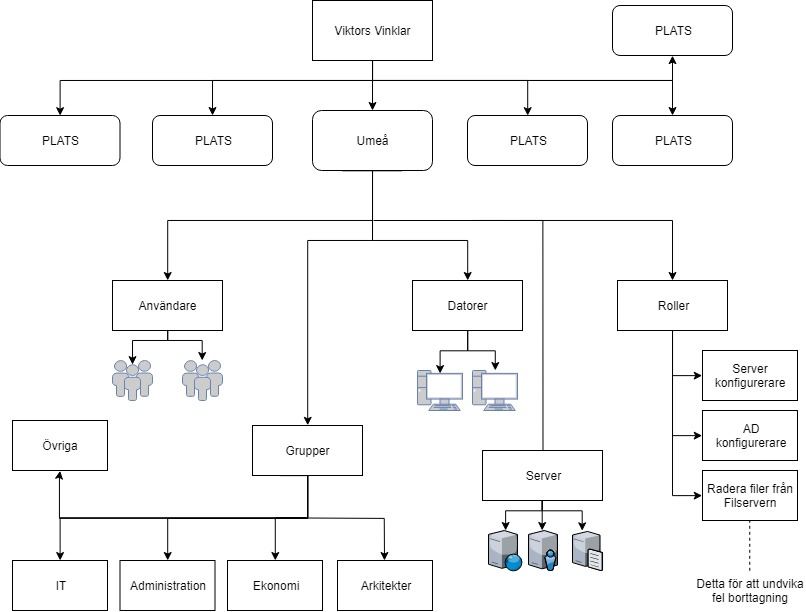 Viktors Vinklar
PLATS
PLATS
PLATS
Umeå
PLATS
PLATS
Användare
Datorer
Roller
Server
konfigurerare
AD
konfigurerare
Övriga
Grupper
Server
Radera filer från
Filservern
IT
Administration
Ekonomi
Arkitekter
Detta för att undvika
fel borttagning